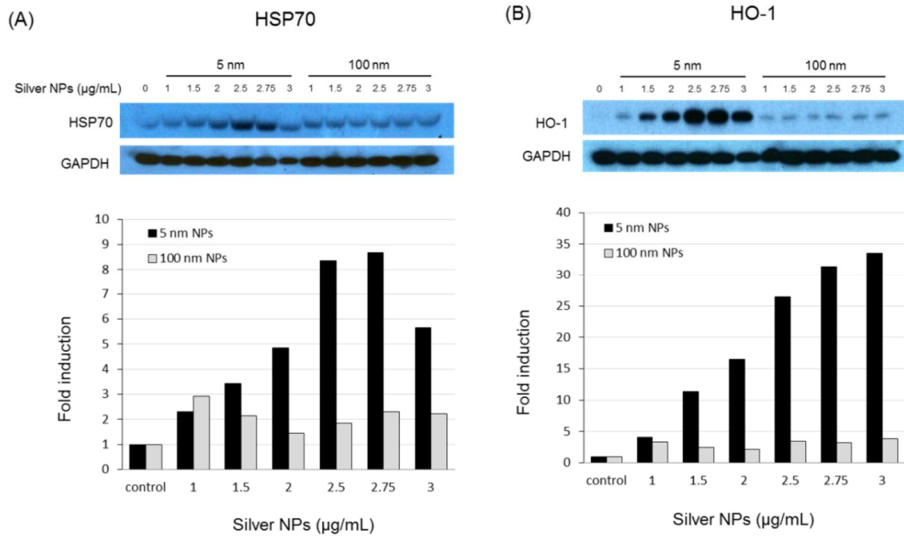 (A)
HSP70
5 nm
100 nm
Silver NPs (µg/mL)
0 1 1.5 2 2.5 2.75 3 1 1.5 2 2.5 2.75 3
HSP70
GAPDH
10
9
8
7
6
5
4
3
2
1
0
Fold induction
5 nm NPs
100 nm NPs
control 1 1.5 2 2.5 2.75 3
Silver NPs (µg/mL)
(B)
HO-1
5 nm
100 nm
0 1 1.5 2 2.5 2.75 3 1 1.5 2 2.5 2.75 3
HO-1
GAPDH
40
35
30
25
20
15
10
5
0
Fold induction
5 nm NPs
100 nm NPs
control 1 1.5 2 2.5 2.75 3
Silver NPs (µg/mL)